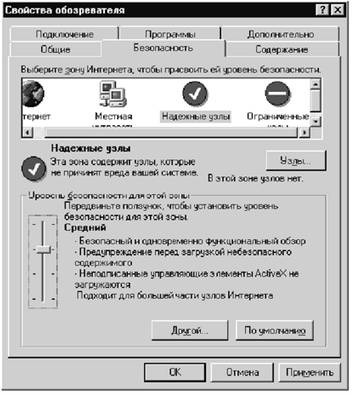 Свойства обозревателя
Подключение Программы Дополнительно
Общие Безопасность Содержание
Выберите зону Интернета, чтобы присвоить ей уровень безопасности.
тернет Местная Надежные узлы Ограниченные
Надежные узлы
Эта зона содержит узлы, которые
не причинят вреда вашей системе.
Узлы...
В этой зоне узлов нет.
Уровень безопасности для этой зоны
Передвиньте ползунок, чтобы установить уровень
безопасности для этой зоны.
Средний
- Безопасный и одновременно функциональный обзор
- Предупреждение перед загрузкой небезопасного
содержимого
- Неподписанные управляющие элементы ActiveX не
загружаются
Подходит для большей части узлов Интернета
Другой... По умолчанию
OK Отмена Применить